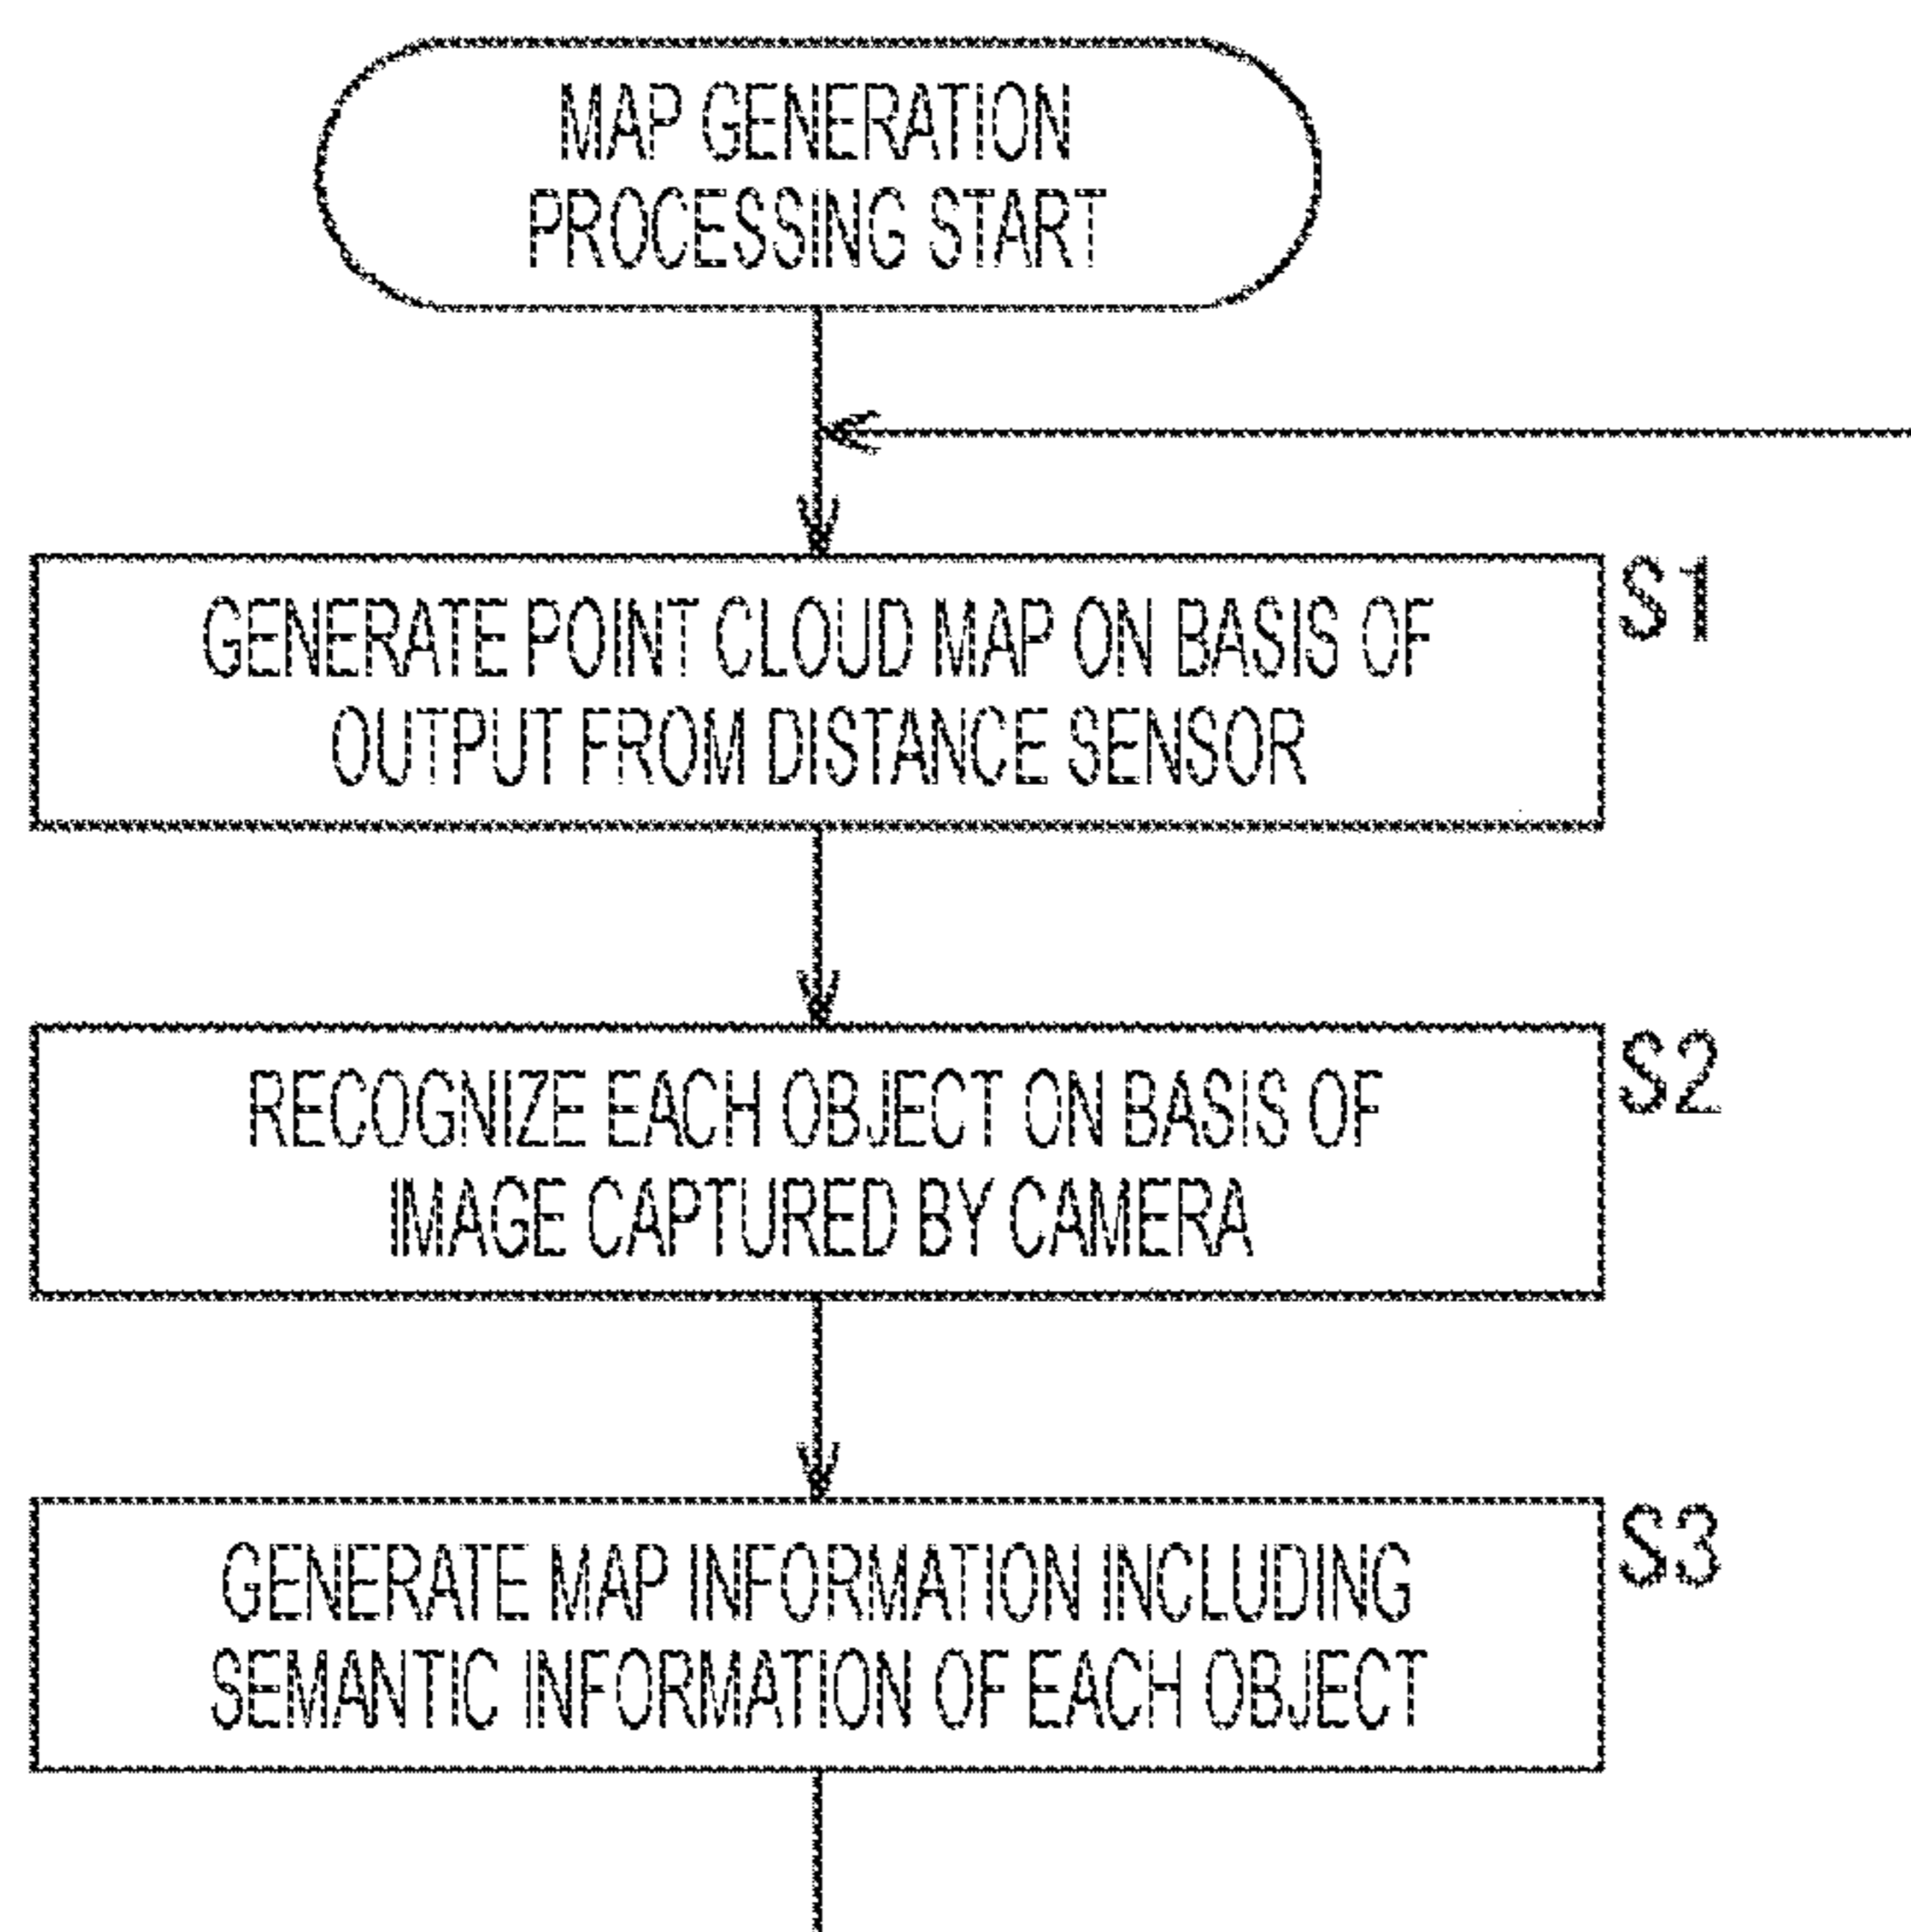 MAP GENERATION
PROCESSING START
GENERATE POINT CLOUD MAP ON BASIS OF
OUTPUT FROM DISTANCE SENSOR
S1
RECOGNIZE EACH OBJECT ON BASIS OF
IMAGE CAPTURED BY CAMERA
S2
GENERATE MAP INFORMATION INCLUDING
SEMANTIC INFORMATION OF EACH OBJECT
S3